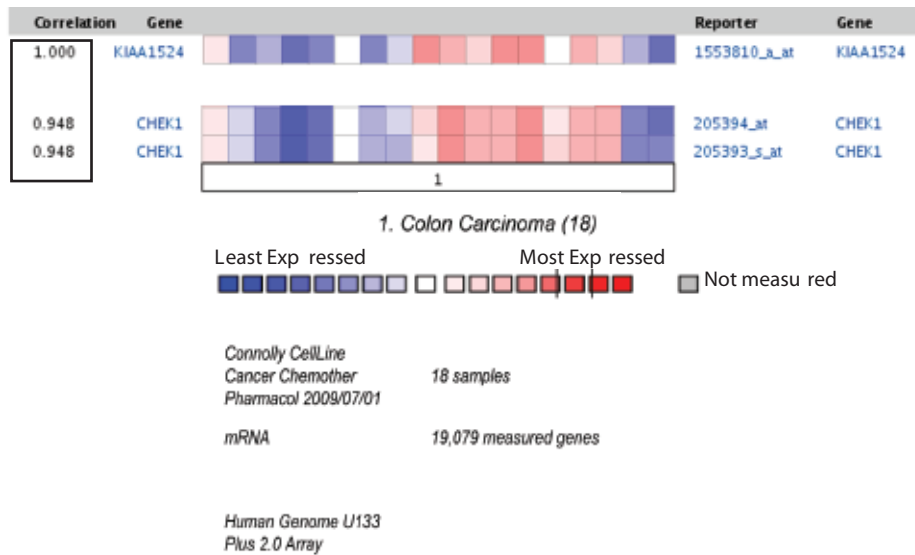 Correlation Gene Reporter Gene
1.000 KIAA1524 1553810_a_at KIAA1524
0.948 CHEK1 205394_at CHEK1
0.948 CHEK1 205393_s_at CHEK1
1
1. Colon Carcinoma (18)
Least Exp ressed Most Exp ressed
Not measu red
Connolly CellLine
Cancer Chemother 18 samples
Pharmacol 2009/07/01
mRNA 19,079 measured genes
Human Genome U133
Plus 2.0 Array